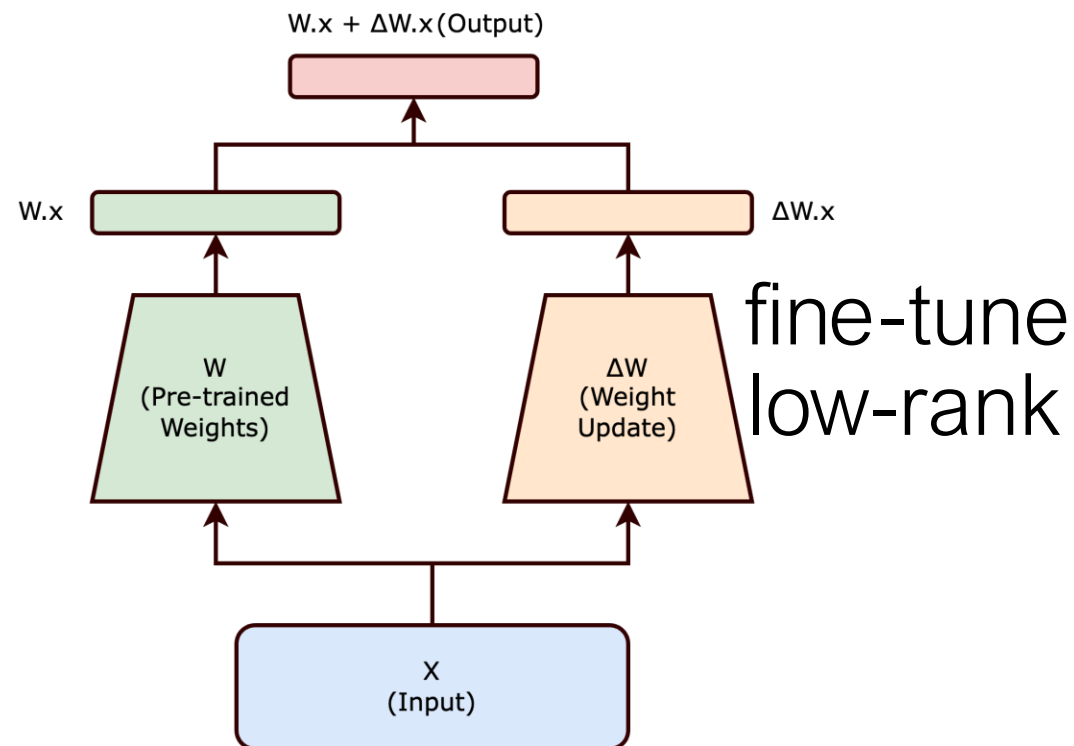 W.x + ΔW.x(Output)
W.x
ΔW.x
W
(Pre-trained
Weights)
ΔW
(Weight
Update)
fine-tune
low-rank
X
(Input)